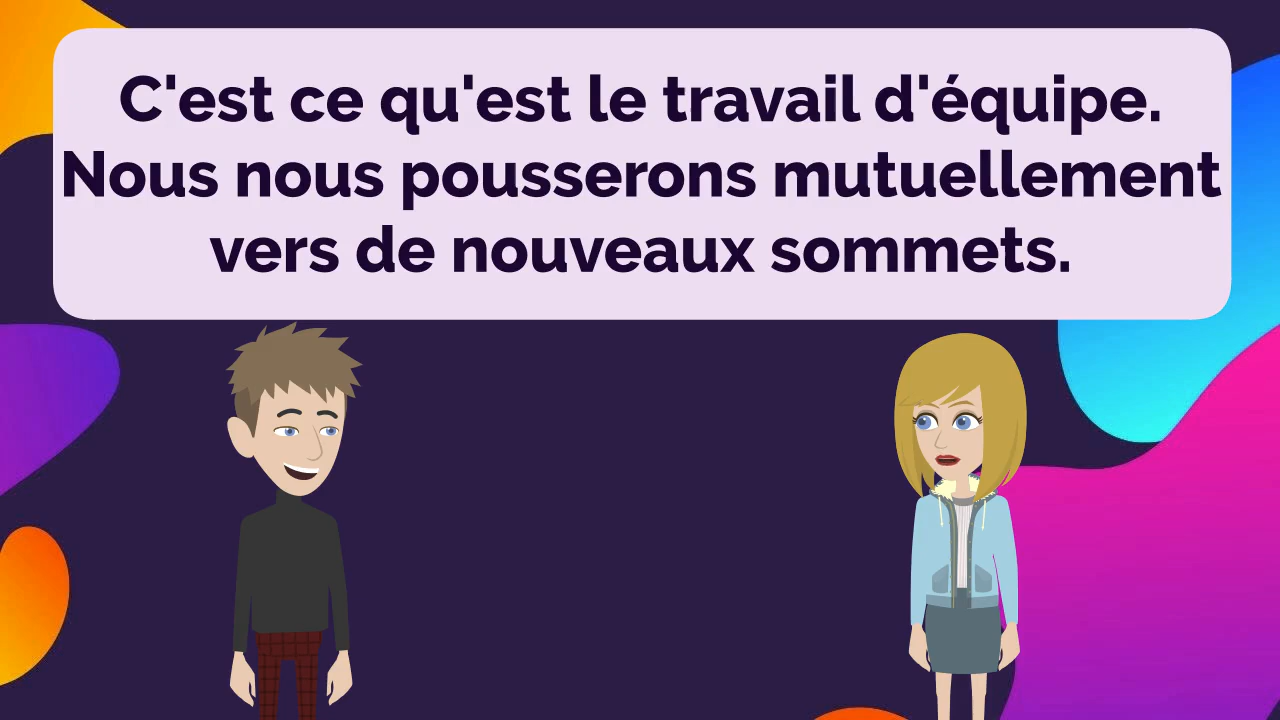 C'est ce qu'est le travail d'équipe.
Nous nous pousserons mutuellement
vers de nouveaux sommets.